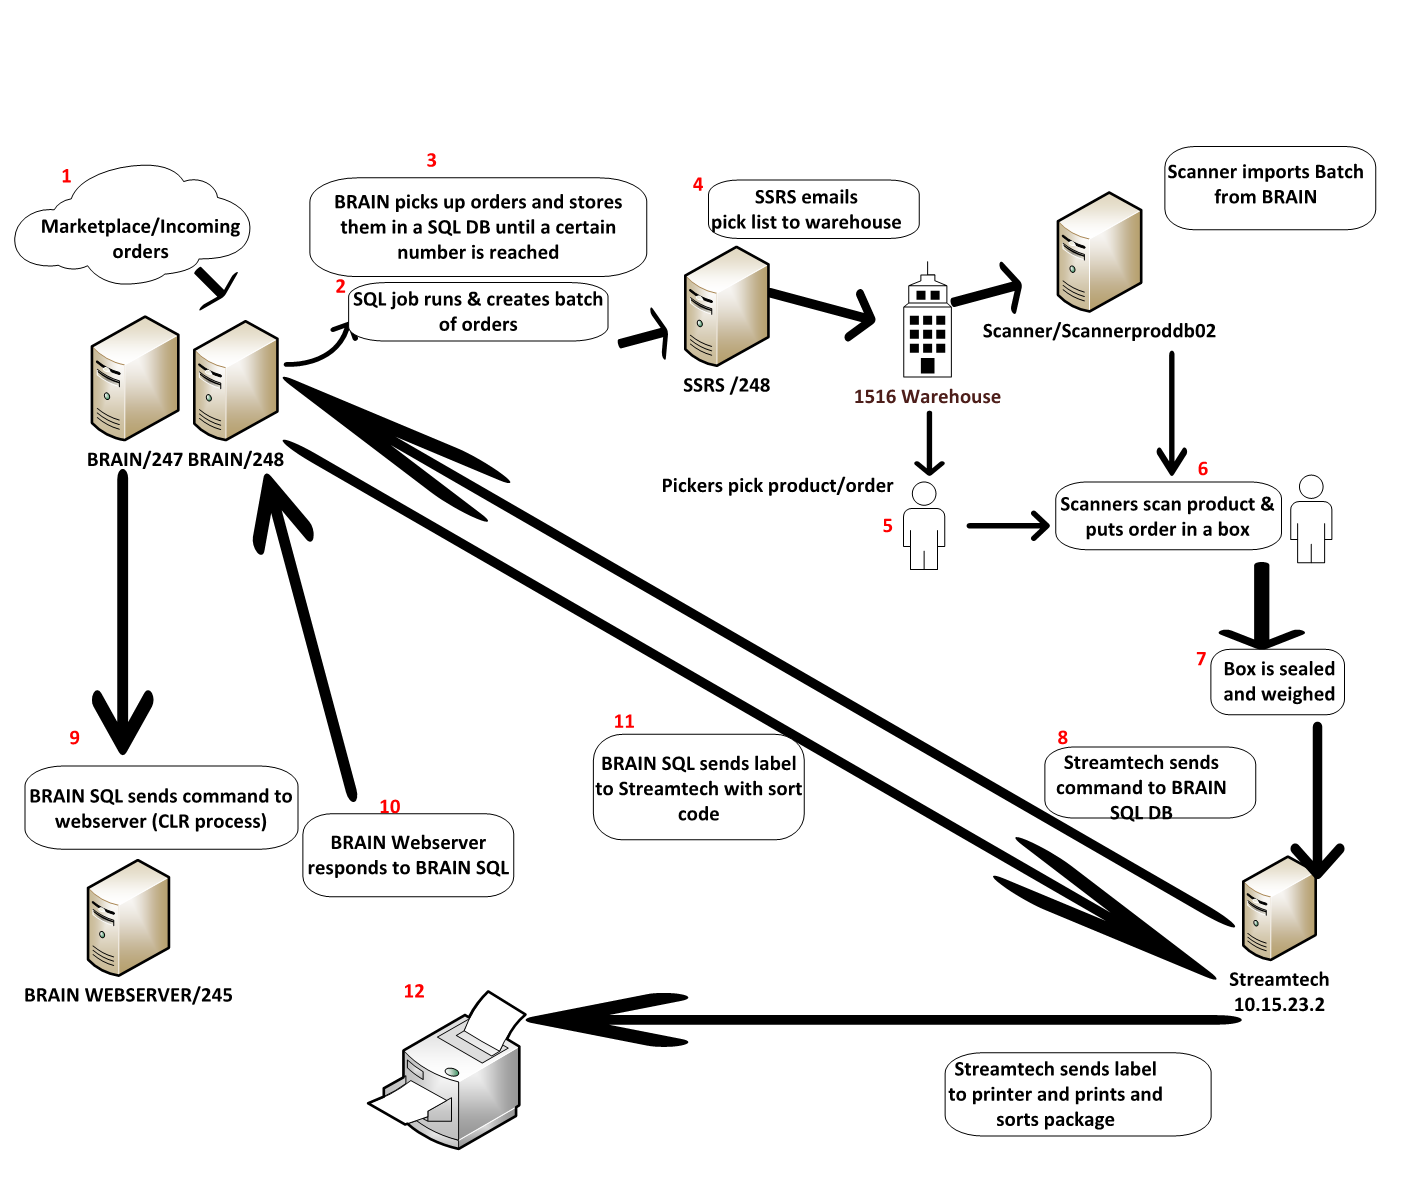 1
Marketplace/Incoming
orders
3
BRAIN picks up orders and stores
them in a SQL DB until a certain
number is reached
2
SQL job runs & creates batch
of orders
4
SSRS emails
pick list to warehouse
Scanner imports Batch
from BRAIN
SSRS /248
1516 Warehouse
Scanner/Scannerproddb02
BRAIN/247
BRAIN/248
Pickers pick product/order
5
6
Scanners scan product &
puts order in a box
7
Box is sealed
and weighed
9
BRAIN SQL sends command to
webserver (CLR process)
10
BRAIN Webserver
responds to BRAIN SQL
11
BRAIN SQL sends label
to Streamtech with sort
code
8
Streamtech sends
command to BRAIN
SQL DB
BRAIN WEBSERVER/245
Streamtech
10.15.23.2
12
Streamtech sends label
to printer and prints and
sorts package